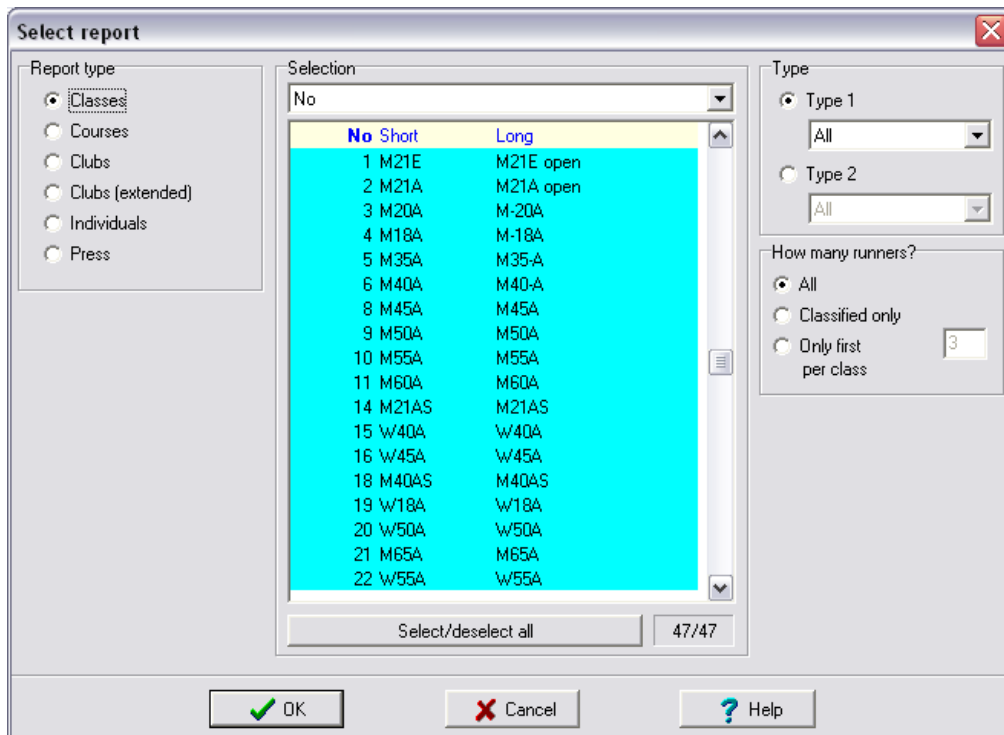 Select report
Report type
Classes
Courses
Clubs
Clubs (extended)
Individuals
Press
Selection
No
No Short Long
1 M21E M21E open
2 M21A M21A open
3 M20A M-20A
4 M18A M-18A
5 M35A M35-A
6 M40A M40-A
8 M45A M45A
9 M50A M50A
10 M55A M55A
11 M60A M60A
14 M21AS M21AS
15 W40A W40A
16 W45A W45A
18 M40AS M40AS
19 W18A W18A
20 W50A W50A
21 M65A M65A
22 W55A W55A
Select/deselect all 47/47
Type
Type 1
All
Type 2
All
How many runners?
All
Classified only
Only first 3
per class
OK Cancel Help